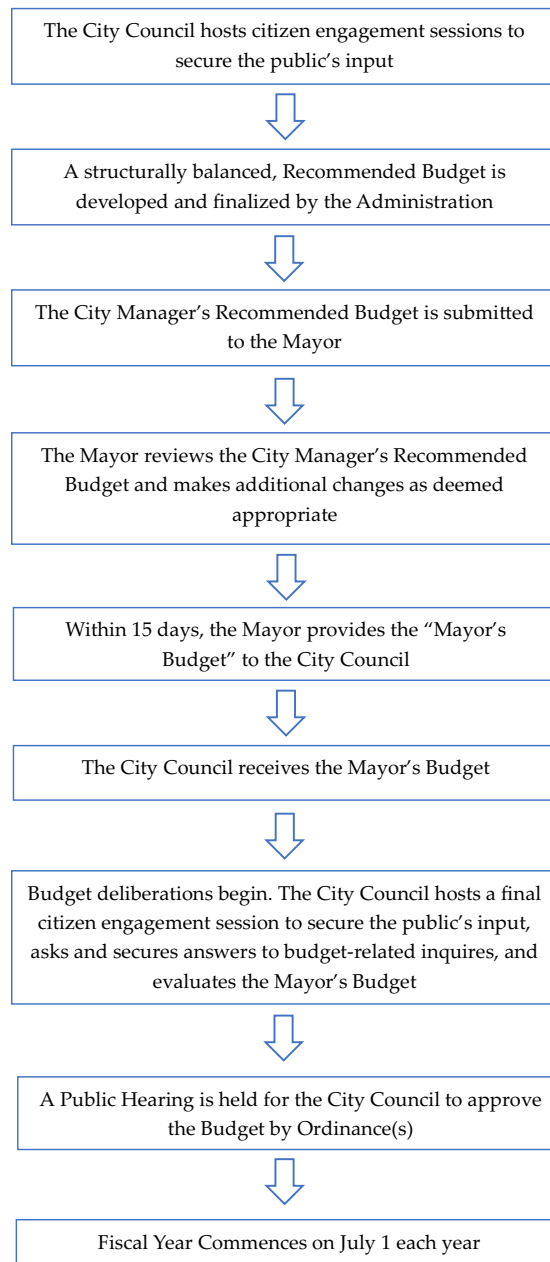 The City Council hosts citizen engagement sessions to
secure the public’s input
A structurally balanced, Recommended Budget is
developed and finalized by the Administration
The City Manager’s Recommended Budget is submitted
to the Mayor
The Mayor reviews the City Manager’s Recommended
Budget and makes additional changes as deemed
appropriate
Within 15 days, the Mayor provides the “Mayor’s
Budget” to the City Council
The City Council receives the Mayor’s Budget
Budget deliberations begin. The City Council hosts a final
citizen engagement session to secure the public’s input,
asks and secures answers to budget-related inquires, and
evaluates the Mayor’s Budget
A Public Hearing is held for the City Council to approve
the Budget by Ordinance(s)
Fiscal Year Commences on July 1 each year